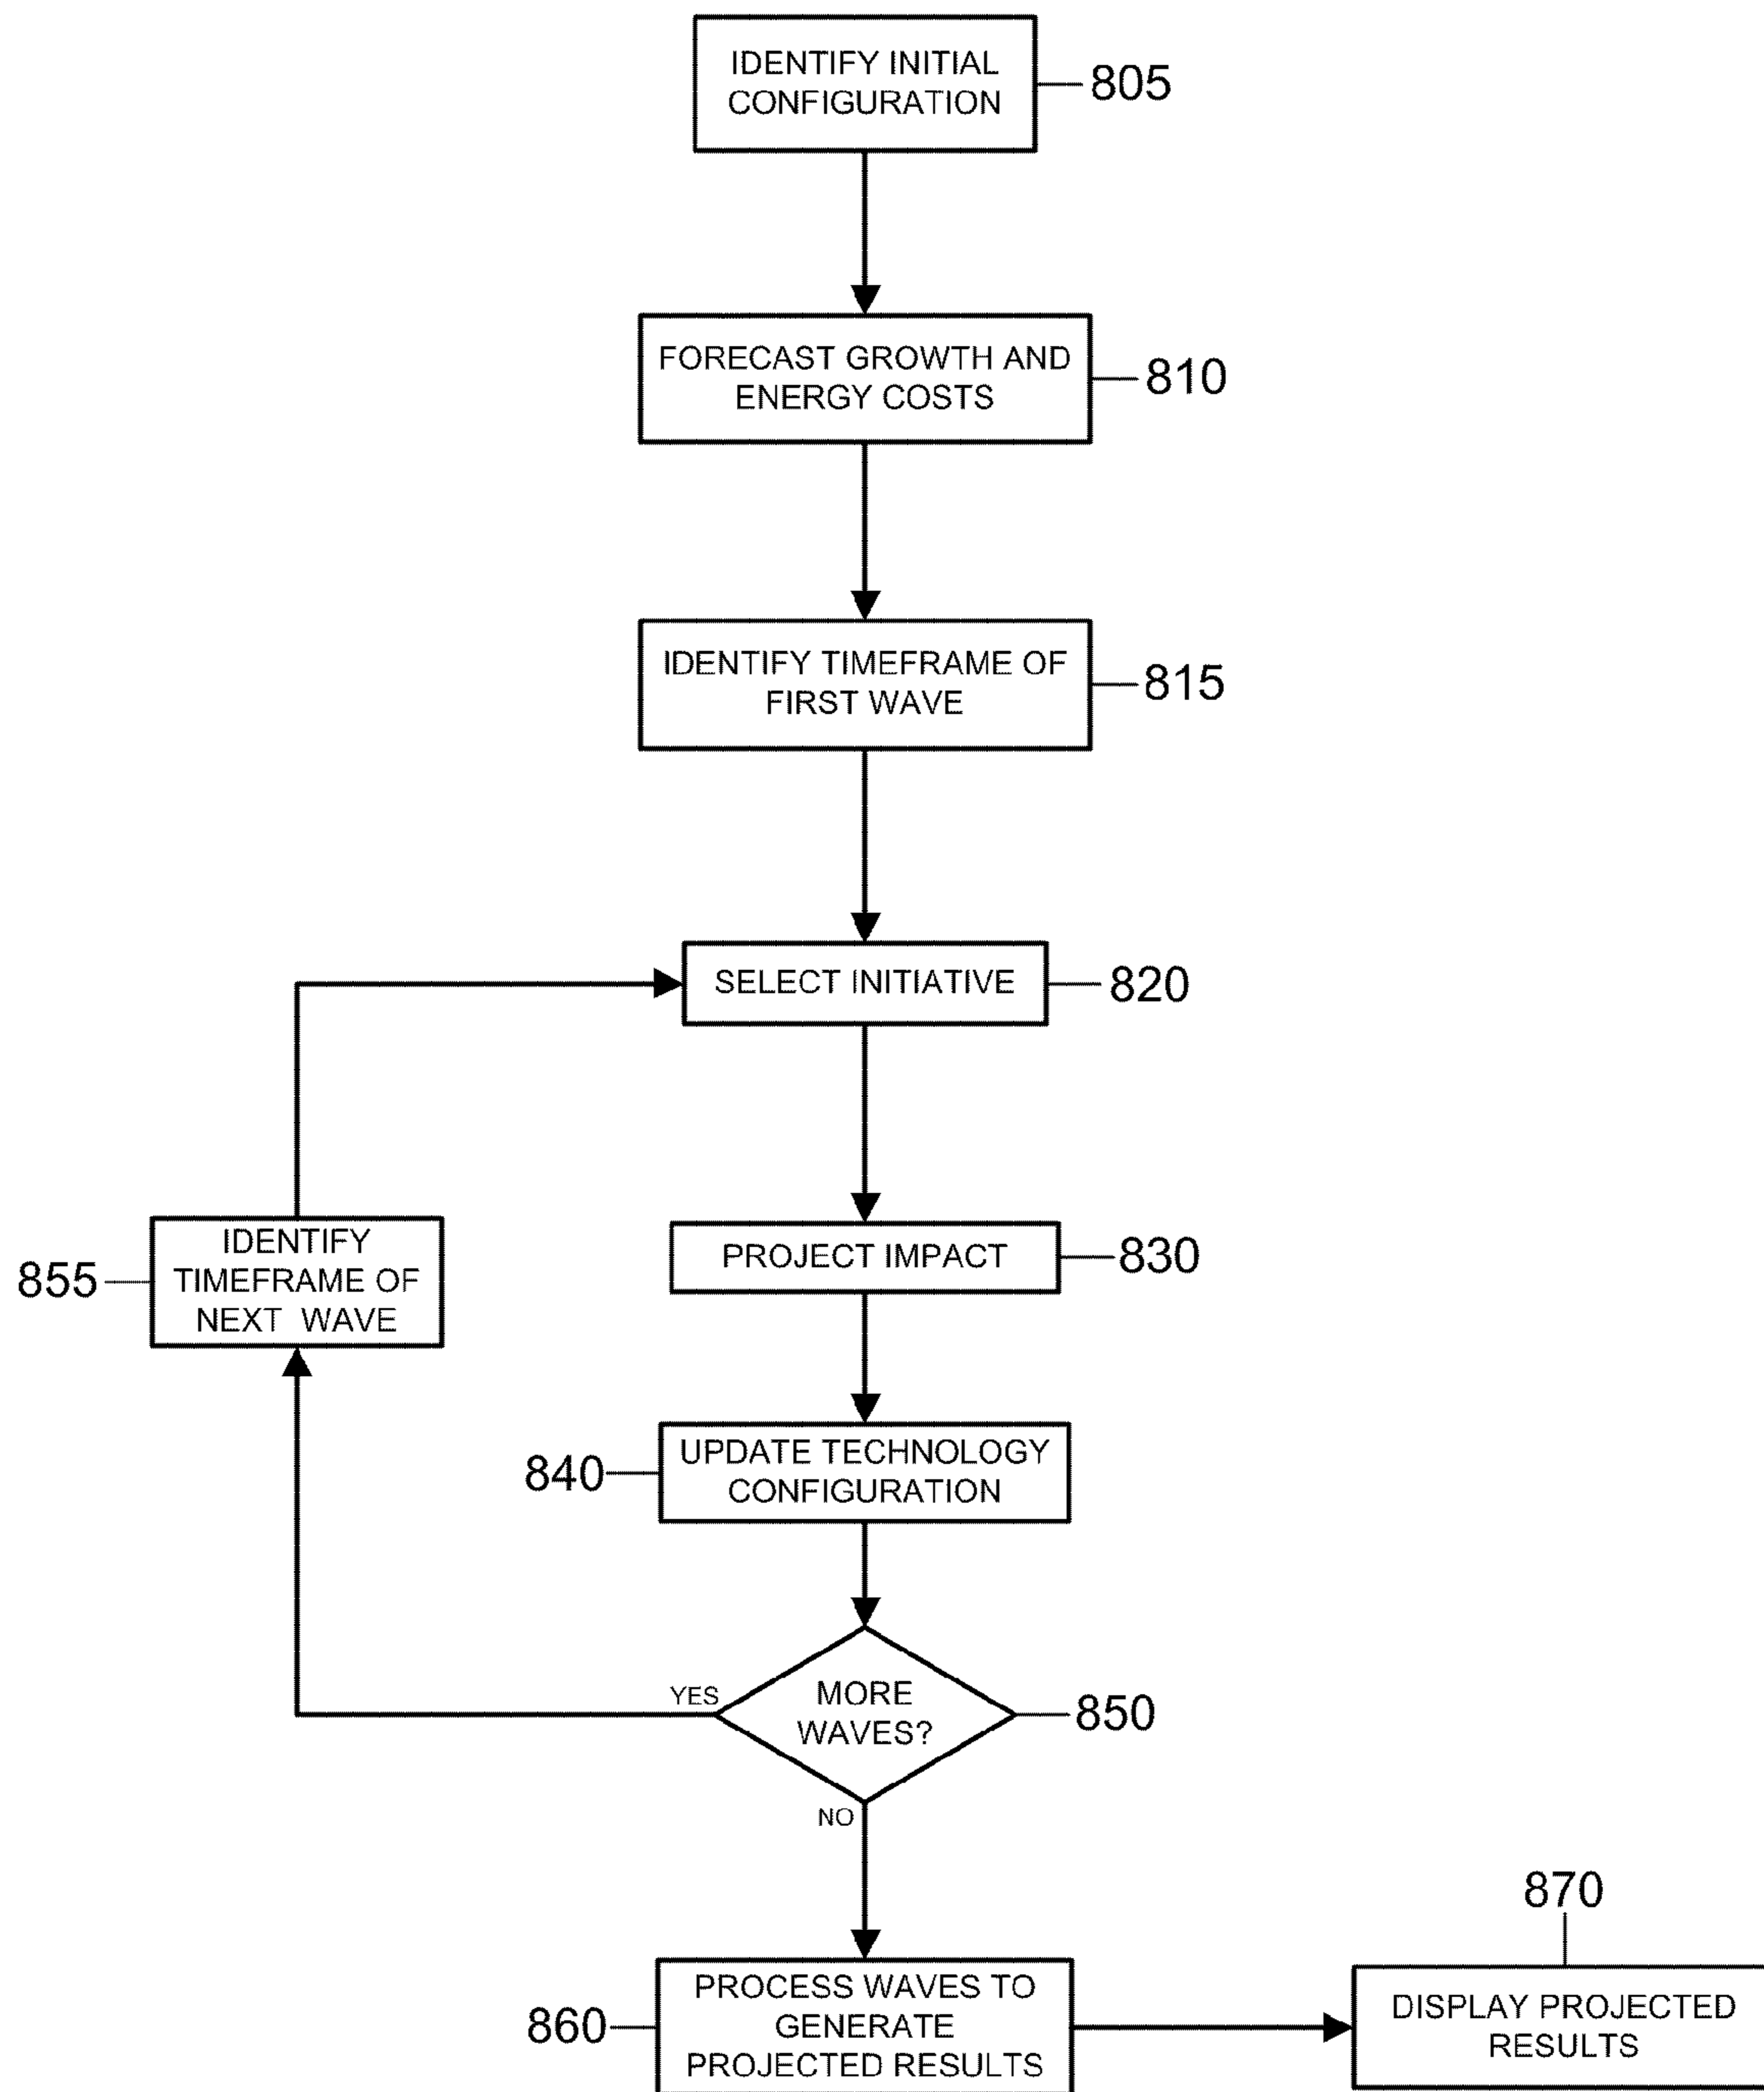 IDENTIFY INITIAL
CONFIGURATION
805
FORECAST GROWTH AND
ENERGY COSTS
810
IDENTIFY TIMEFRAME OF
FIRST WAVE
815
SELECT INITIATIVE
820
IDENTIFY
TIMEFRAME OF
NEXT WAVE
855
PROJECT IMPACT
830
UPDATE TECHNOLOGY
CONFIGURATION
840
YES
MORE
WAVES?
850
NO
PROCESS WAVES TO
GENERATE
PROJECTED RESULTS
860
870
DISPLAY PROJECTED
RESULTS